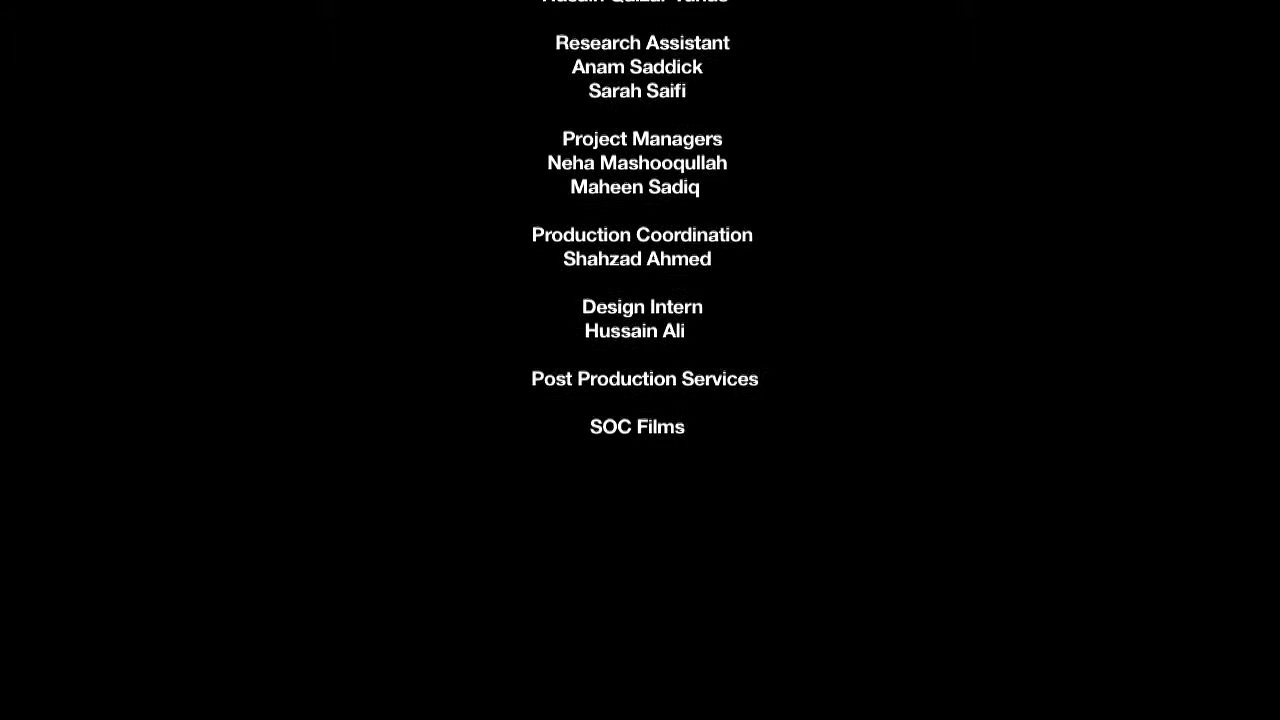 Research Assistant
Anam Saddick
Sarah Saifi
Project Managers
Neha Mashooqullah
Maheen Sadiq
Production Coordination
Shahzad Ahmed
Design Intern
Hussain Ali
Post Production Services
SOC Films